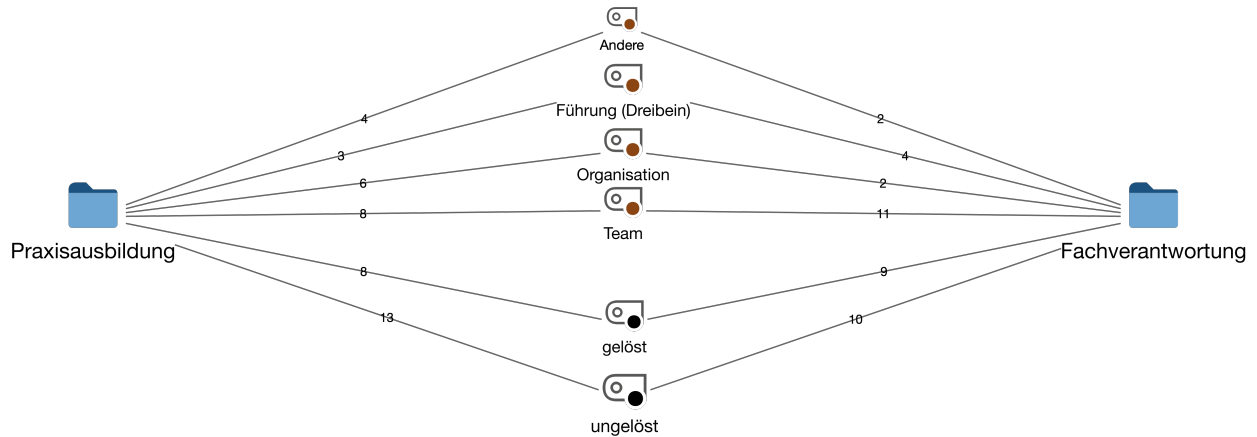 Andere
4
2
Führung (Dreibein)
3
4
Organisation
6
2
Team
8
11
Praxisausbildung
Fachverantwortung
8
9
gelöst
13
10
ungelöst